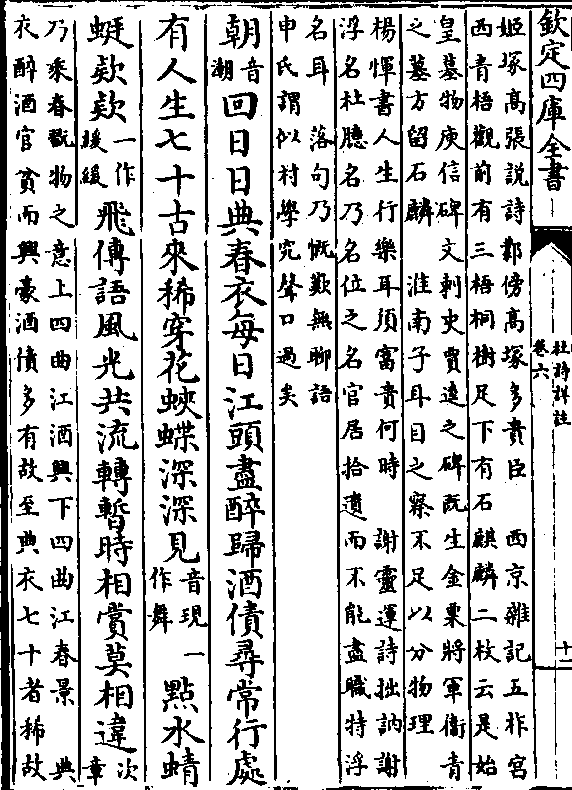 欽定四庫全書
杜詩詳註
卷六
姬塚高張說詩鄴傍高塚多貴臣　西京雜記五柞宮
西青梧觀前有三梧桐樹足下有石麒麟二枚云是始
皇墓物庾信碑文刺史賈逵之碑既生金粟將軍衞青
之墓方留石麟　淮南子耳目之察不足以分物理
楊惲書人生行樂耳須富貴何時　謝靈運詩拙訥謝
浮名杜臆名乃名位之名官居拾遺而不能盡職特浮
名耳　落句乃慨歎無聊語
申氏謂似村學究聲口過矣
朝音潮回日日典春衣每日江頭盡醉歸酒債尋常行處
有人生七十古來稀穿花蛺蝶深深見音現一作舞點水蜻
蜓欵欵一作緩緩飛傳語風光共流轉暫時相賞莫相違次章
乃乘春翫物之意上四曲江酒興下四曲江春景　典
衣醉酒官貧而興豪酒債多有故至典衣七十者稀故